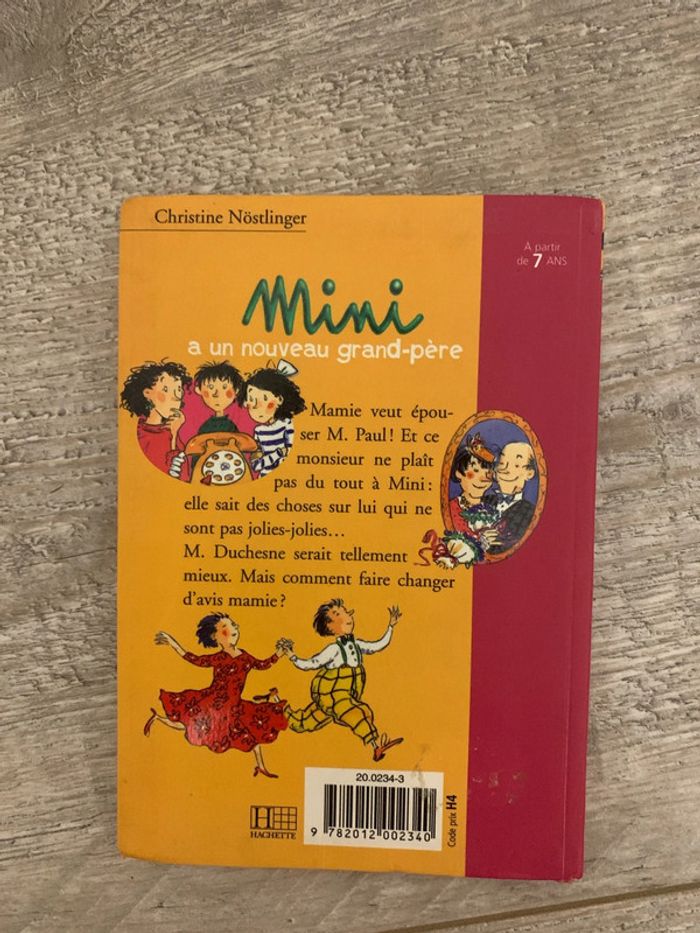 Christine Nöstlinger
À partir
de 7 ANS
Mini
a un nouveau grand-père
Mamie veut épou-
ser M. Paul ! Et ce
monsieur ne plaît
pas du tout à Mini :
elle sait des choses sur lui qui ne
sont pas jolies-jolies…
M. Duchesne serait tellement
mieux. Mais comment faire changer
d'avis mamie ?
20.0234-3
9 782012 002340
H
HACHETTE
Code prix H4